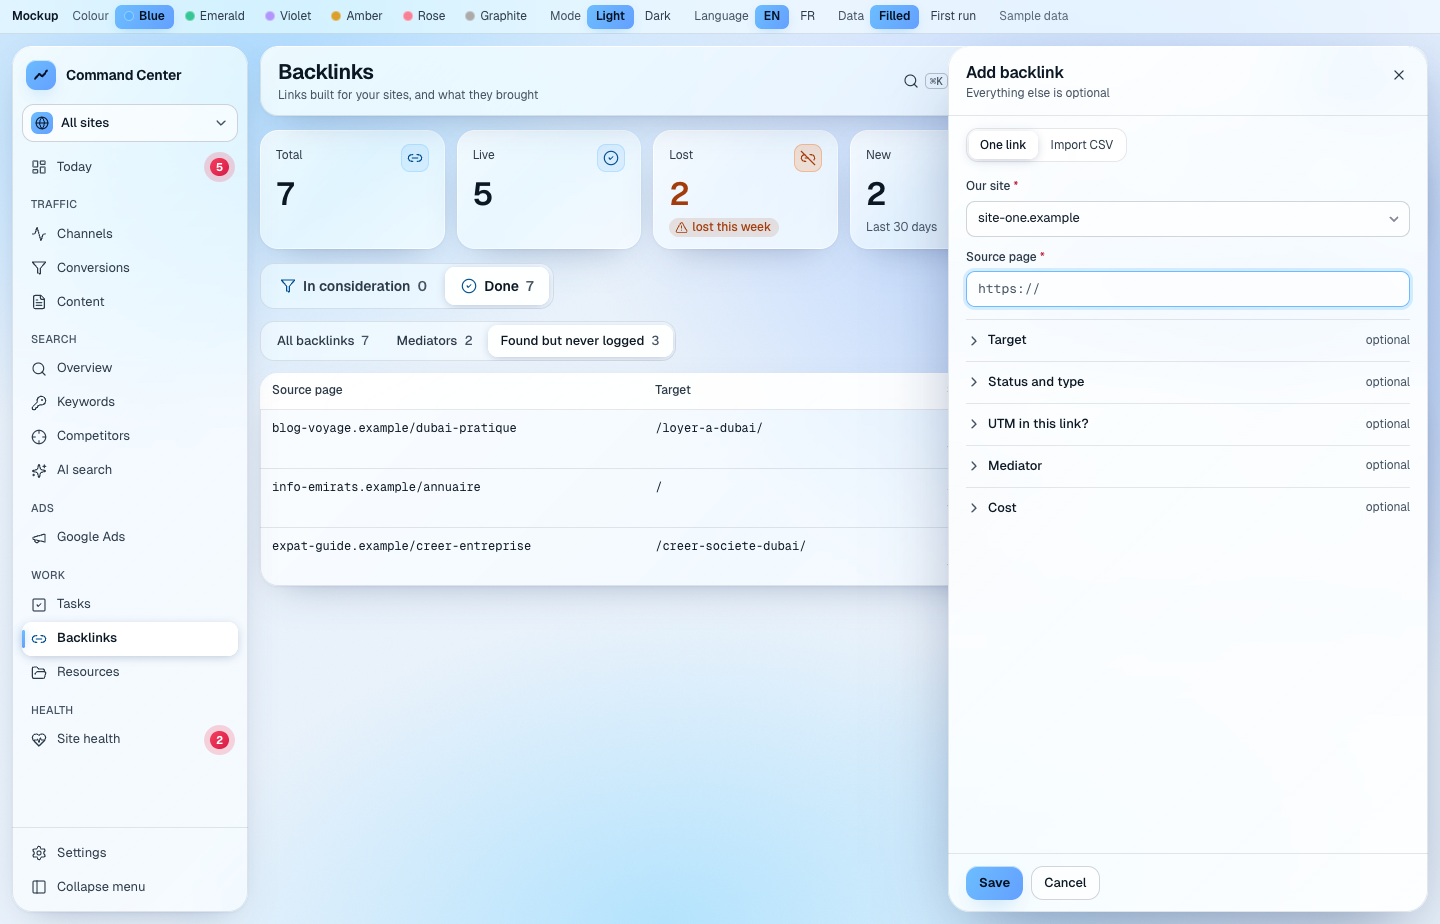 Mockup Colour Blue Emerald Violet Amber Rose Graphite Mode Light Dark Language EN FR Data Filled First run Sample data
Command Center
All sites
Today 5
TRAFFIC
Channels
Conversions
Content
SEARCH
Overview
Keywords
Competitors
AI search
ADS
Google Ads
WORK
Tasks
Backlinks
Resources
HEALTH
Site health 2
Settings
Collapse menu
Backlinks
Links built for your sites, and what they brought
⌘K
Total
7
Live
5
Lost
2
lost this week
New
2
Last 30 days
In consideration 0 Done 7
All backlinks 7 Mediators 2 Found but never logged 3
Source page Target
blog-voyage.example/dubai-pratique /loyer-a-dubai/
info-emirats.example/annuaire /
expat-guide.example/creer-entreprise /creer-societe-dubai/
Add backlink
Everything else is optional
One link Import CSV
Our site *
site-one.example
Source page *
https://
Target optional
Status and type optional
UTM in this link? optional
Mediator optional
Cost optional
Save Cancel